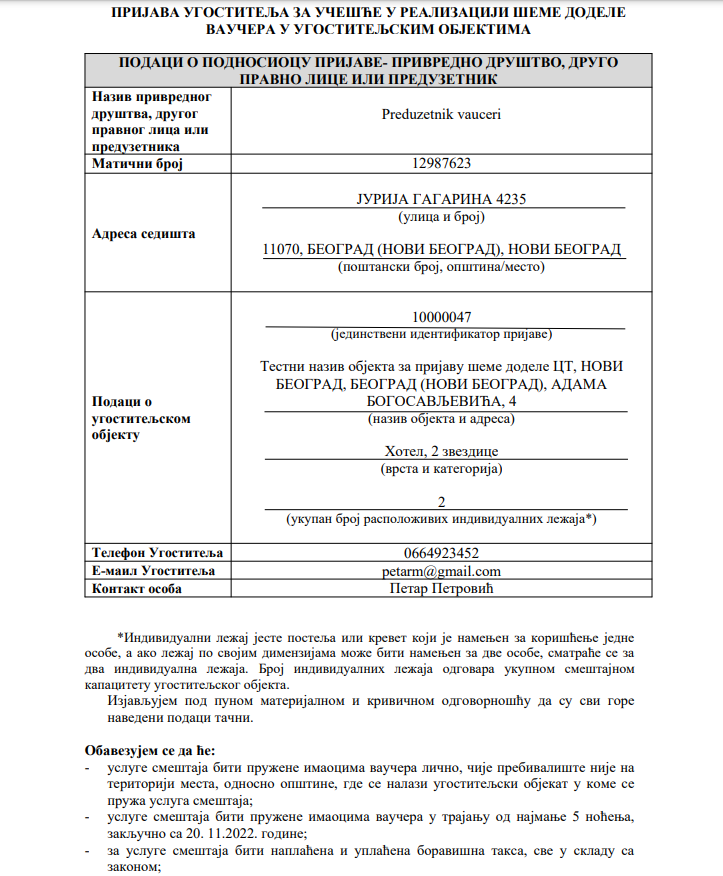 ПРИЈАВА УГОСТИТЕЉА ЗА УЧЕШЋЕ У РЕАЛИЗАЦИЈИ ШЕМЕ ДОДЕЛЕ
ВАУЧЕРА У УГОСТИТЕЉСКИМ ОБЈЕКТИМА
ПОДАЦИ О ПОДНОСИОЦУ ПРИЈАВЕ- ПРИВРЕДНО ДРУШТВО, ДРУГО
ПРАВНО ЛИЦЕ ИЛИ ПРЕДУЗЕТНИК
Назив привредног
друштва, другог
правног лица или
предузетника
Preduzetnik vauceri
Матични број
12987623
Адреса седишта
ЈУРИЈА ГАГАРИНА 4235
(улица и број)
11070, БЕОГРАД (НОВИ БЕОГРАД), НОВИ БЕОГРАД
(поштански број, општина/место)
Подаци о
угоститељском
објекту
10000047
(јединствени идентификатор пријаве)
Тестни назив објекта за пријаву шеме доделе ЦТ, НОВИ
БЕОГРАД, БЕОГРАД (НОВИ БЕОГРАД), АДАМА
БОГОСАВЉЕВИЋА, 4
(назив објекта и адреса)
Хотел, 2 звездице
(врста и категорија)
2
(укупан број расположивих индивидуалних лежаја*)
Телефон Угоститеља
0664923452
Е-маил Угоститеља
petarm@gmail.com
Контакт особа
Петар Петровић
*Индивидуални лежај јесте постеља или кревет који је намењен за коришћење једне
особе, а ако лежај по својим димензијама може бити намењен за две особе, сматраће се за
два индивидуална лежаја. Број индивидуалних лежаја одговара укупном смештајном
капацитету угоститељског објекта.
Изјављујем под пуном материјалном и кривичном одговорношћу да су сви горе
наведени подаци тачни.
Обавезујем се да ће:
- услуге смештаја бити пружене имаоцима ваучера лично, чије пребивалиште није на
територији места, односно општине, где се налази угоститељски објекат у коме се
пружа услуга смештаја;
- услуге смештаја бити пружене имаоцима ваучера у трајању од најмање 5 ноћења,
закључно са 20. 11.2022. године;
- за услуге смештаја бити наплаћена и уплаћена боравишна такса, све у складу са
законом;